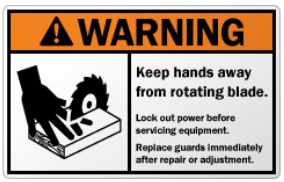 WARNING
Keep hands away
from rotating blade.
Lock out power before
servicing equipment.
Replace guards immediately
after repair or adjustment.